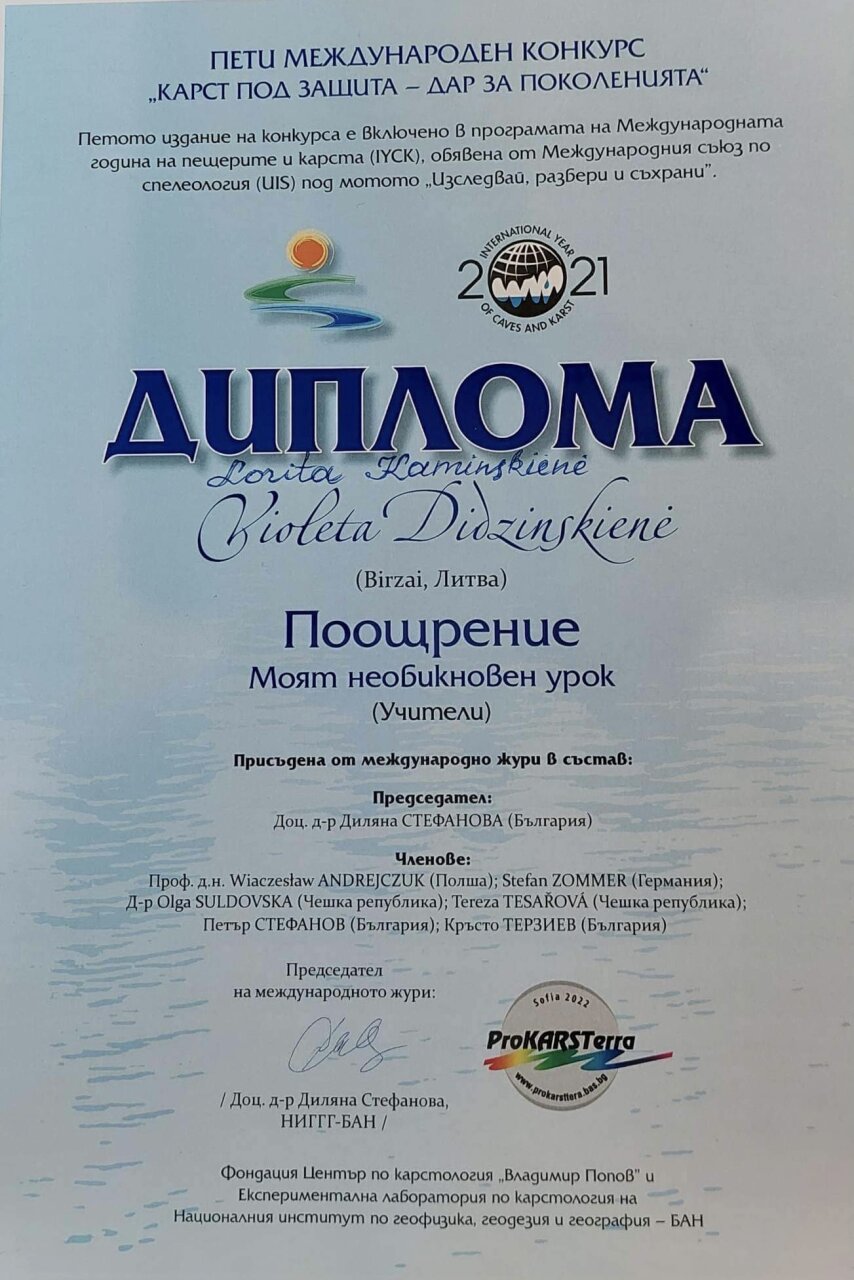 ПЕТИ МЕЖДУНАРОДЕН КОНКУРС
„КАРСТ ПОД ЗАЩИТА – ДАР ЗА ПОКОЛЕНИЯТА“
Петото издание на конкурса е включено в програмата на Международната
година на пещерите и карста (IYCK), обявена от Международния съюз по
спелеология (UIS) под мотото „Изследвай, разбери и съхрани”.
INTERNATIONAL YEAR
2021
OF CAVES AND KARST
ДИПЛОМА
Lorita Kaminskienė
Violeta Didzinskienė
(Birzai, Литва)
Поощрение
Моят необикновен урок
(Учители)
Присъдена от международно жури в състав:
Председател:
Доц. д-р Диляна СТЕФАНОВА (България)
Членове:
Проф. д.н. Wiaczesław ANDREJCZUK (Полша); Stefan ZOMMER (Германия);
Д-р Olga SULDOVSKA (Чешка република); Tereza TESAŘOVÁ (Чешка република);
Петър СТЕФАНОВ (България); Кръсто ТЕРЗИЕВ (България)
Председател
на международното жури:
Sofia 2022
ProKARSTerra
www.prokarstterra.bas.bg
/ Доц. д-р Диляна Стефанова,
НИГГГ-БАН /
Фондация Център по карстология „Владимир Попов" и
Експериментална лаборатория по карстология на
Националния институт по геофизика, геодезия и география – БАН